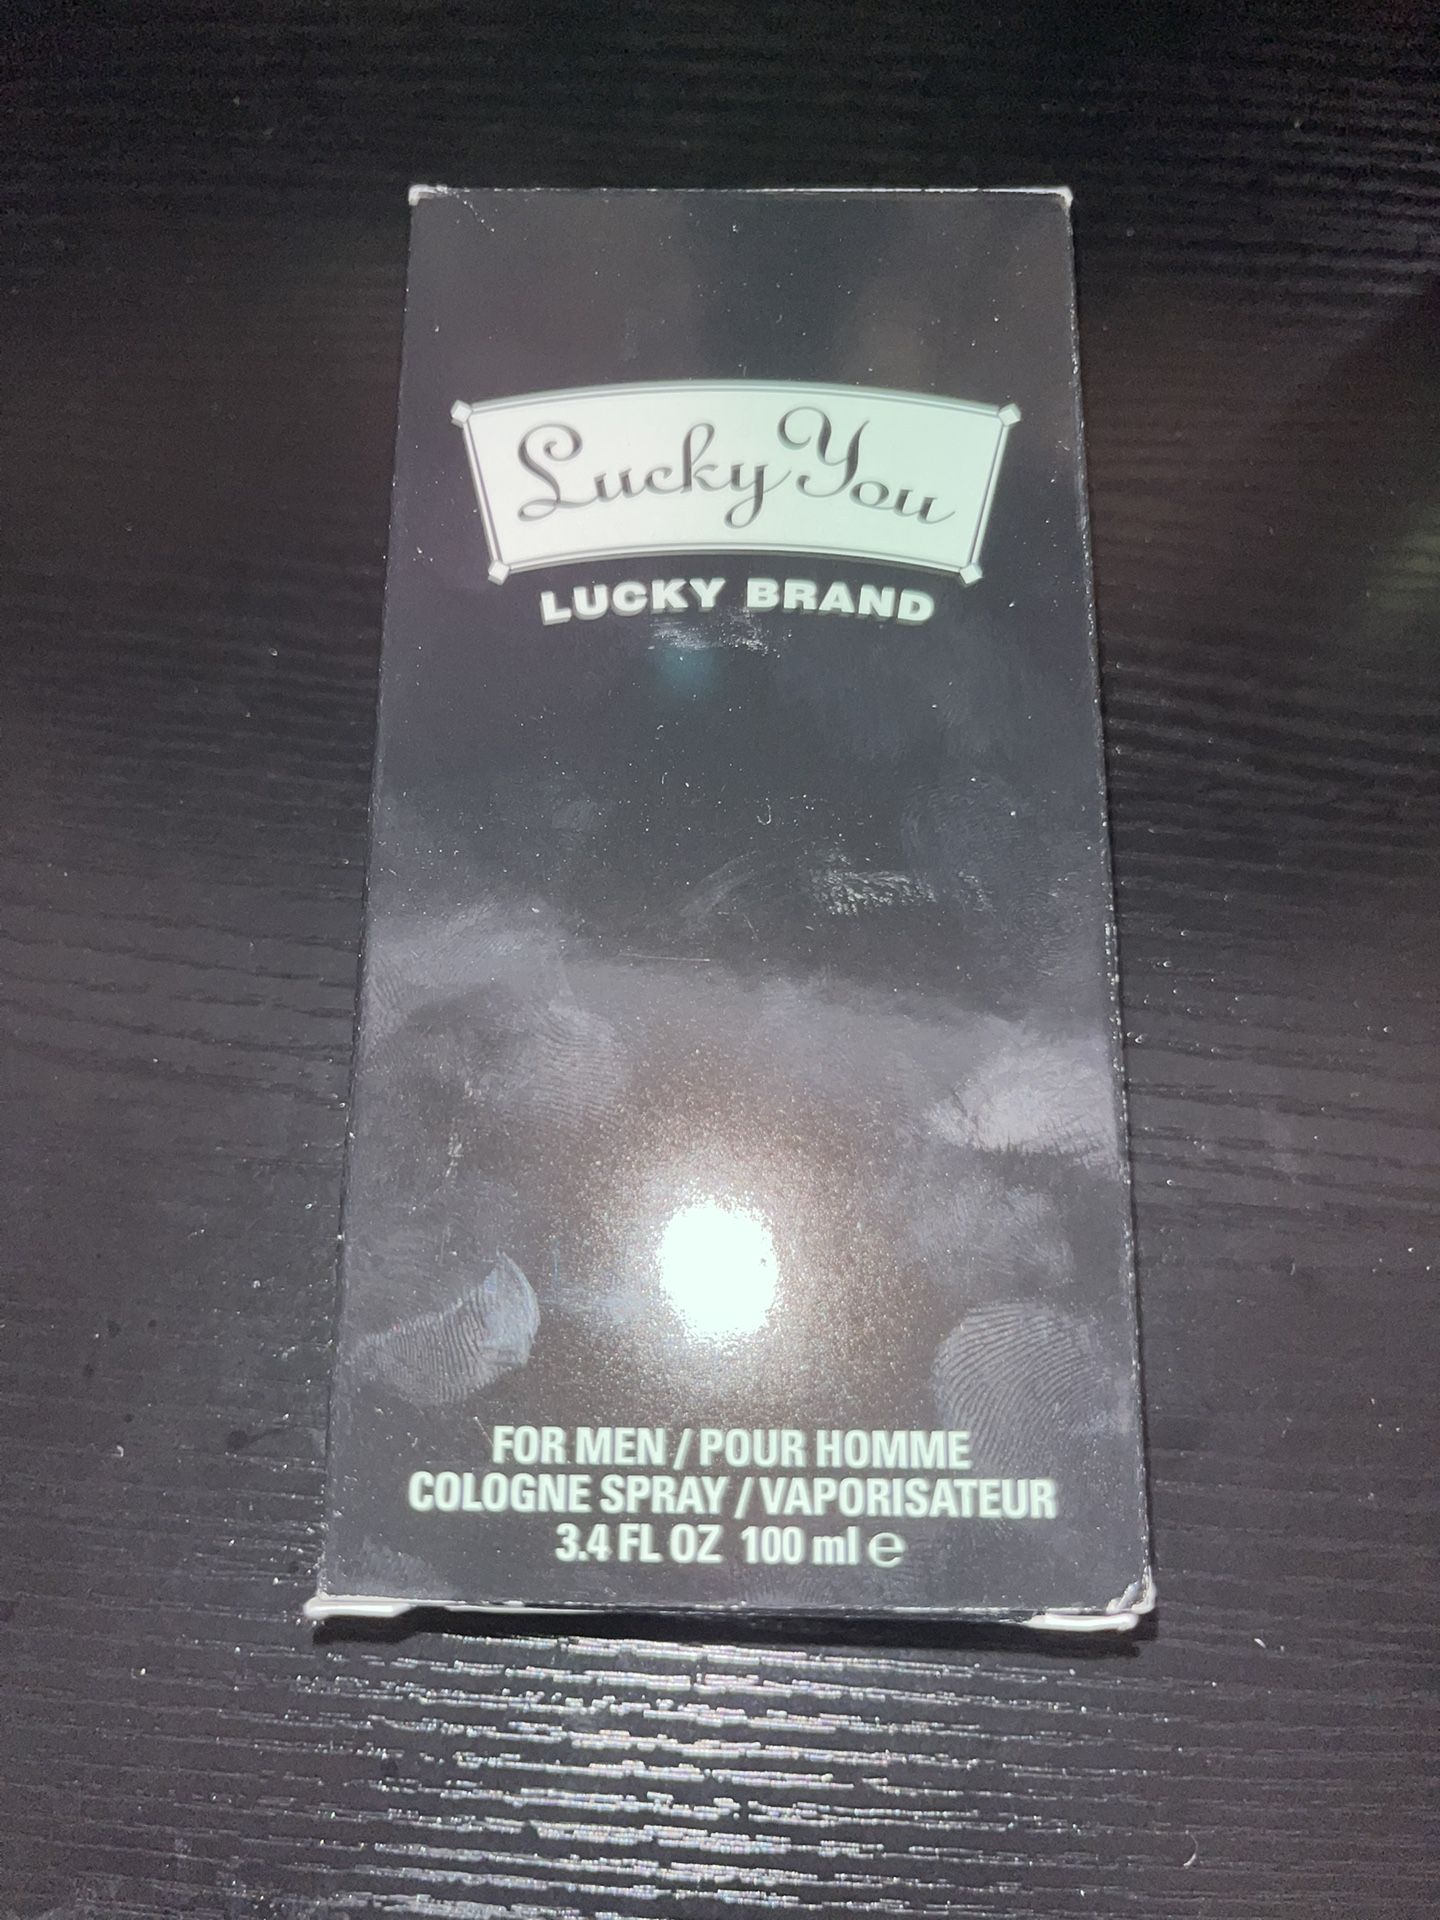 Lucky You
LUCKY BRAND
FOR MEN / POUR HOMME
COLOGNE SPRAY / VAPORISATEUR
3.4 FL OZ 100 ml ℮